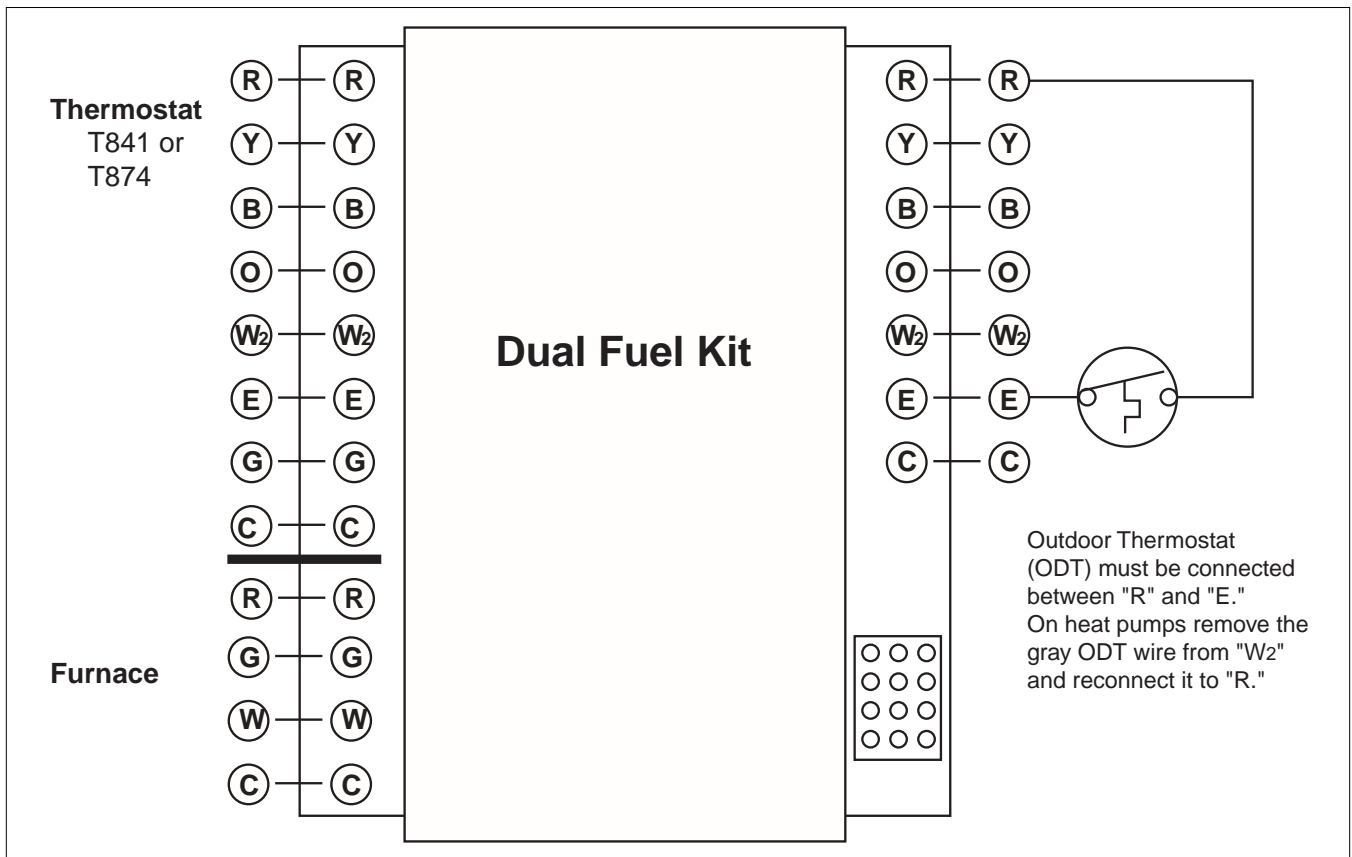 Thermostat
T841 or
T874
R R
Y Y
B B
O O
W2 W2
E E
G G
C C
Furnace
R R
G G
W W
C C
Dual Fuel Kit
R R
Y Y
B B
O O
W2 W2
E E
C C
Outdoor Thermostat
(ODT) must be connected
between "R" and "E."
On heat pumps remove the
gray ODT wire from "W2"
and reconnect it to "R."